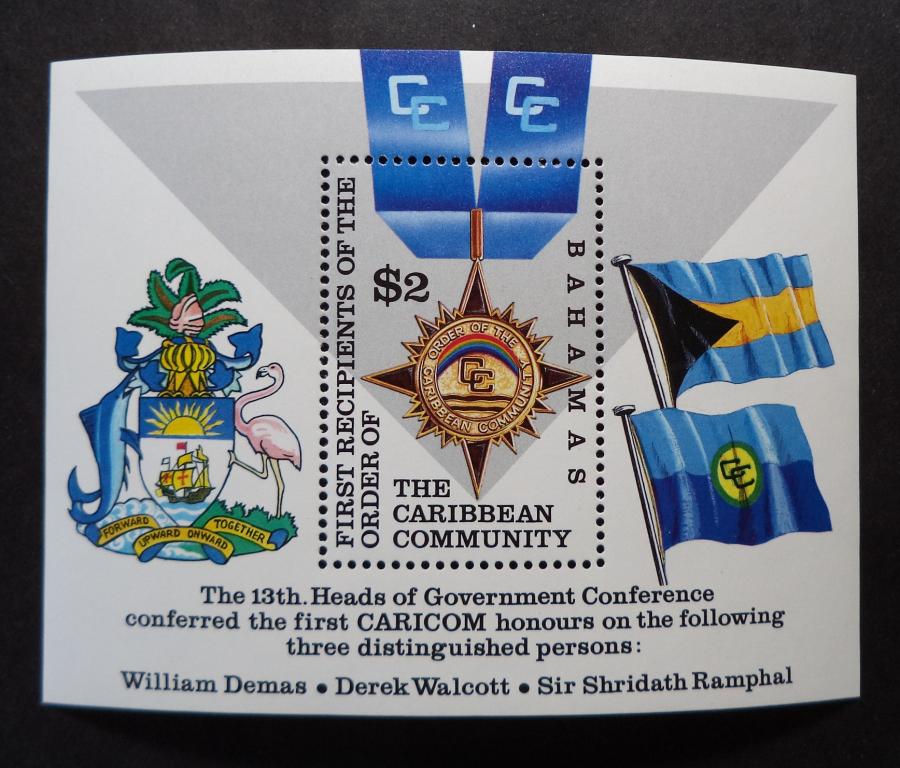 CC
CC
FIRST RECIPIENTS OF THE
ORDER OF
$2
BAHAMAS
ORDER OF THE
CC
CARIBBEAN COMMUNITY
THE
CARIBBEAN
COMMUNITY
FORWARD
UPWARD ONWARD
TOGETHER
CC
The 13th. Heads of Government Conference
conferred the first CARICOM honours on the following
three distinguished persons:
William Demas • Derek Walcott • Sir Shridath Ramphal